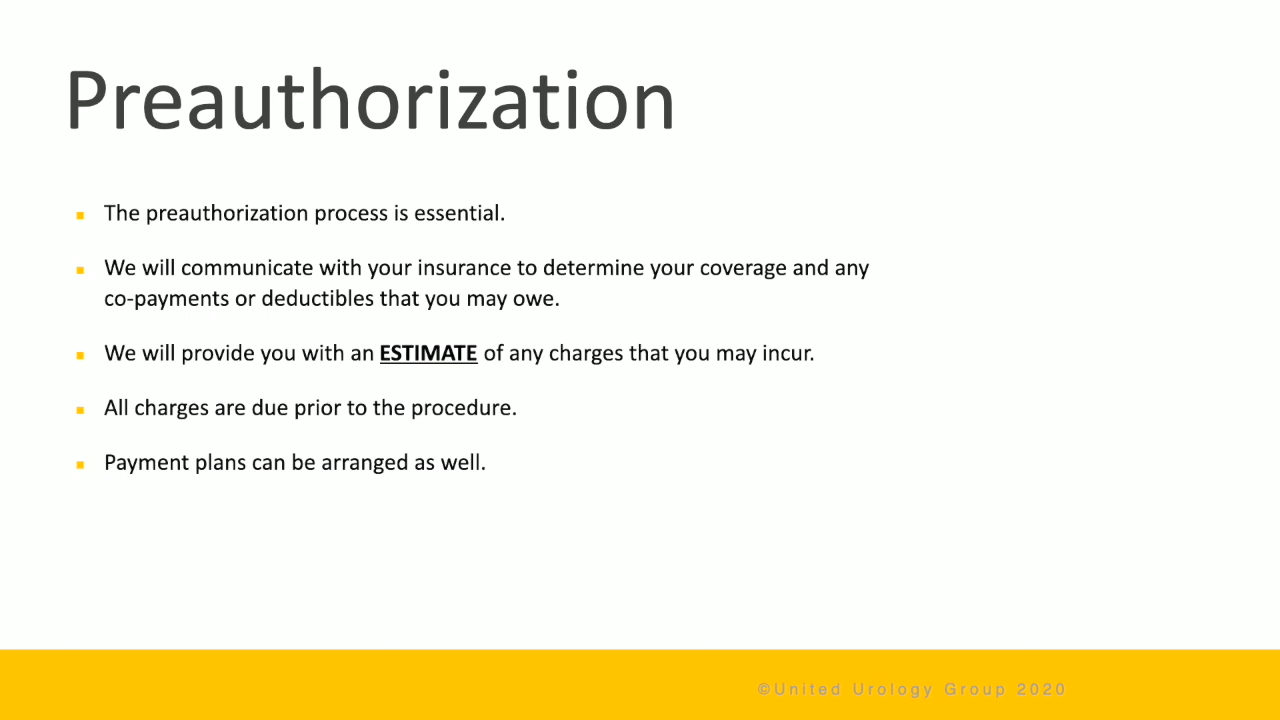 Preauthorization
The preauthorization process is essential.
We will communicate with your insurance to determine your coverage and any
co-payments or deductibles that you may owe.
We will provide you with an ESTIMATE of any charges that you may incur.
All charges are due prior to the procedure.
Payment plans can be arranged as well.
©United Urology Group 2020